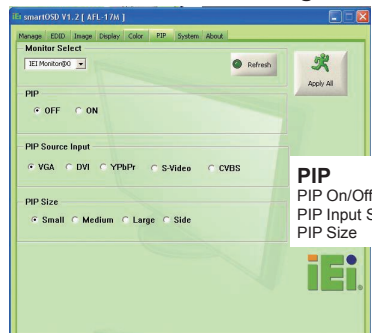 iEi smartOSD V1.2 [ AFL-17M ]
Manage EDID Image Display Color PIP System About
Monitor Select
IEI Monitor@0
Refresh
Apply All
PIP
OFF ON
PIP Source Input
VGA DVI YPbPr S-Video CVBS
PIP Size
Small Medium Large Side
PIP
PIP On/Off
PIP Input
PIP Size
iEi